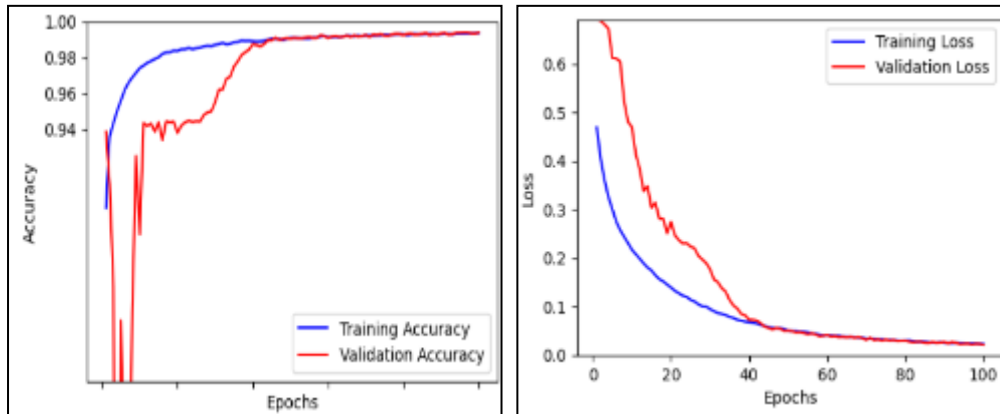 1.00
0.98
0.96
0.94
Accuracy
Training Accuracy
Validation Accuracy
Epochs
Training Loss
Validation Loss
0.6
0.5
0.4
0.3
0.2
0.1
0.0
Loss
0 20 40 60 80 100
Epochs